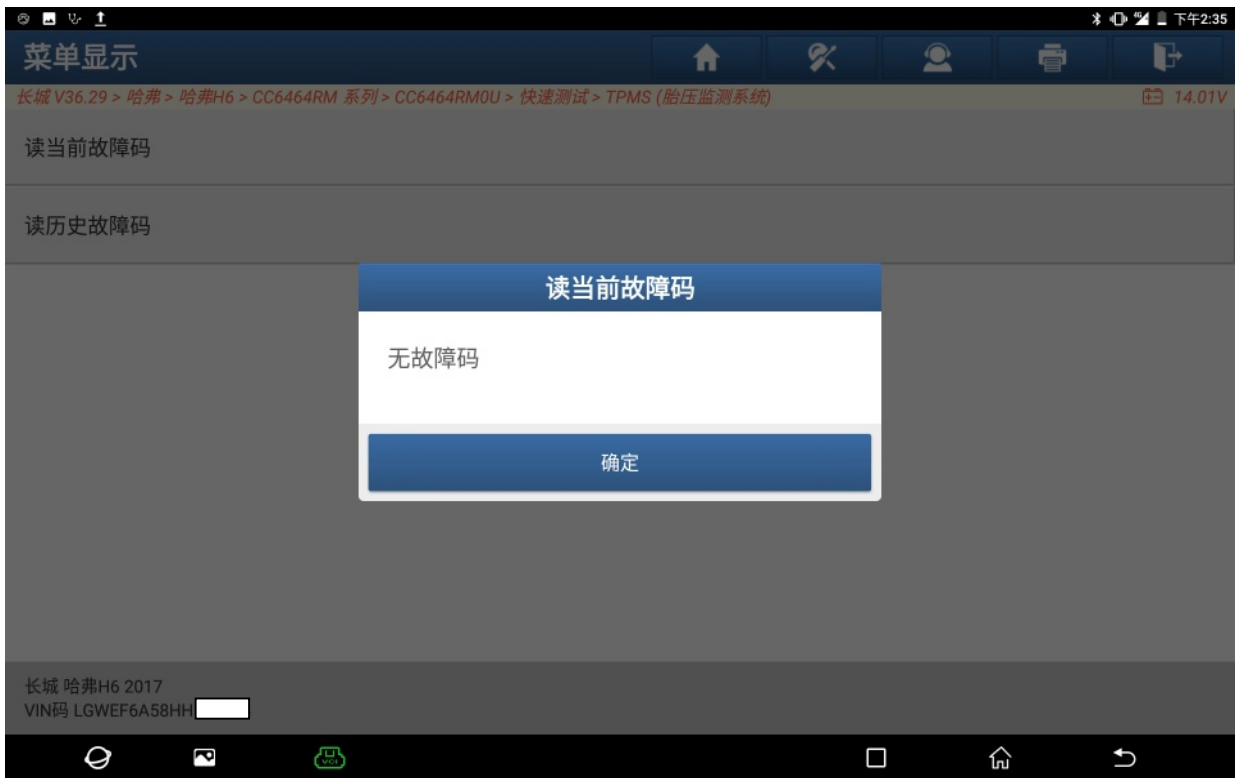 下午2:35
菜单显示
长城 V36.29 > 哈弗 > 哈弗H6 > CC6464RM 系列 > CC6464RM0U > 快速测试 > TPMS (胎压监测系统) 14.01V
读当前故障码
读历史故障码
读当前故障码
无故障码
确定
长城 哈弗H6 2017
VIN码 LGWEF6A58HH
VCI